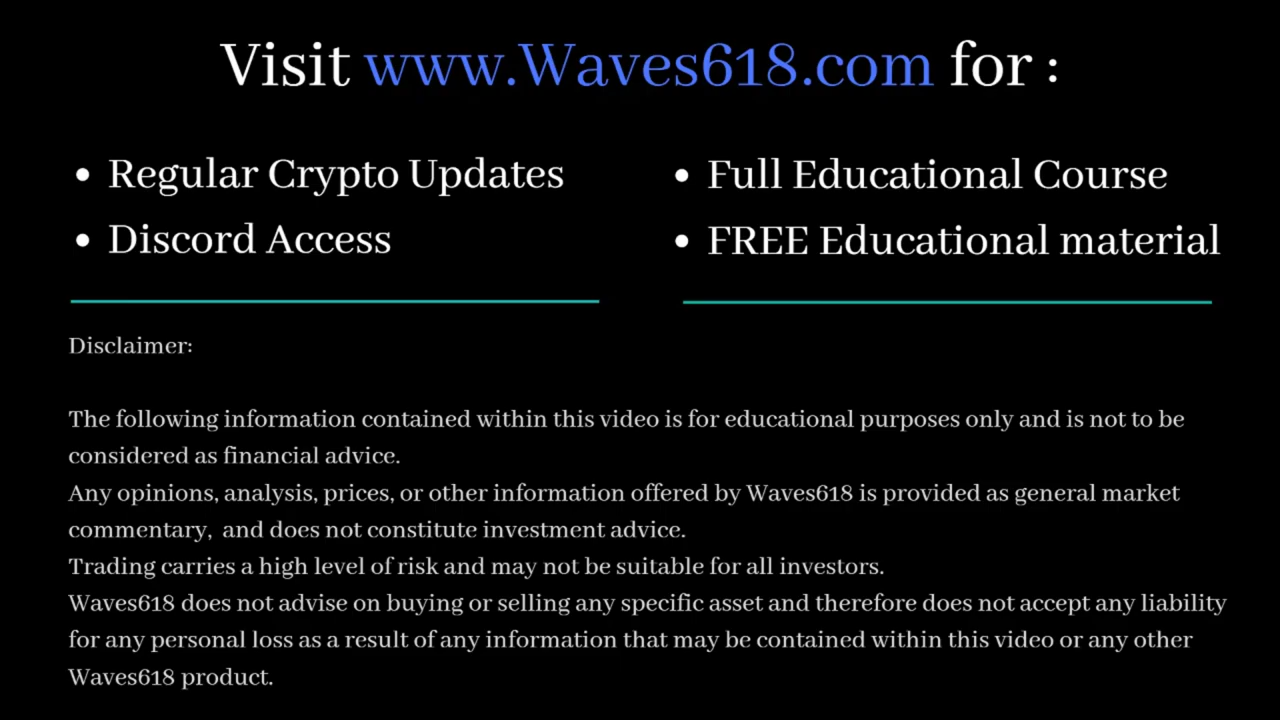 Visit www.Waves618.com for :
• Regular Crypto Updates
• Discord Access
• Full Educational Course
• FREE Educational material
Disclaimer:
The following information contained within this video is for educational purposes only and is not to be
considered as financial advice.
Any opinions, analysis, prices, or other information offered by Waves618 is provided as general market
commentary,  and does not constitute investment advice.
Trading carries a high level of risk and may not be suitable for all investors.
Waves618 does not advise on buying or selling any specific asset and therefore does not accept any liability
for any personal loss as a result of any information that may be contained within this video or any other
Waves618 product.